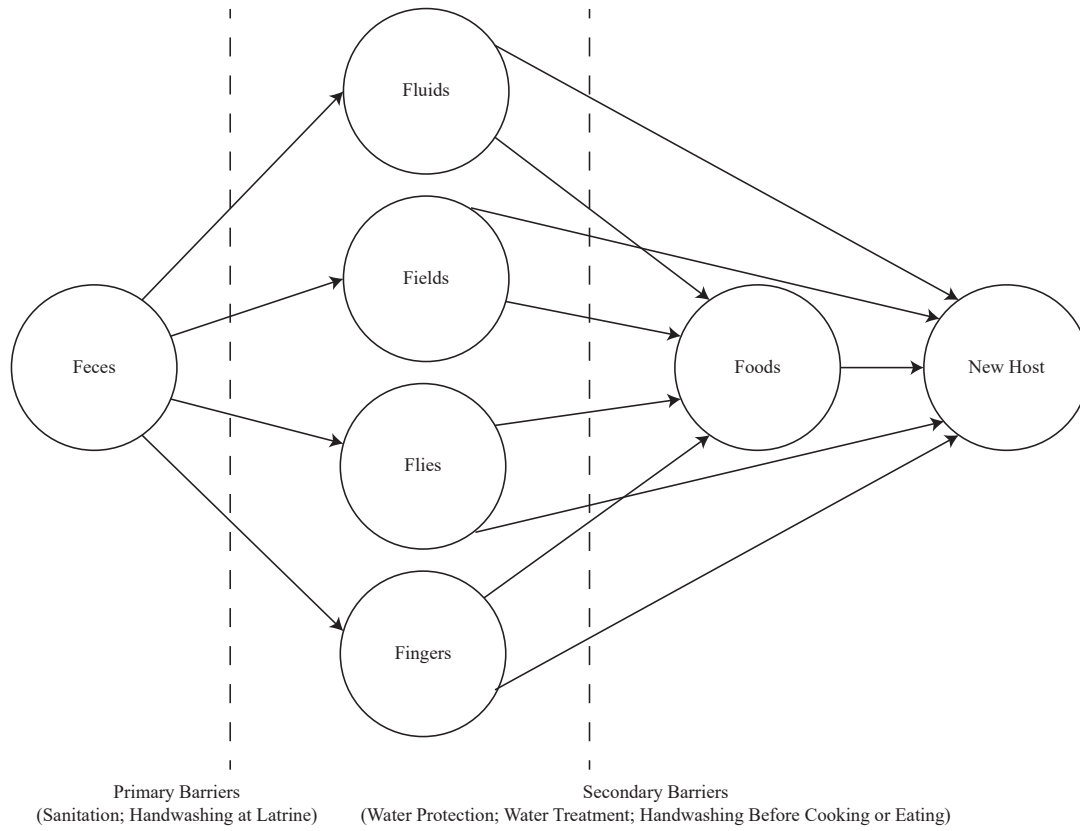 Fluids
Fields
Feces
Foods
New Host
Flies
Fingers
Primary Barriers
(Sanitation; Handwashing at Latrine)
Secondary Barriers
(Water Protection; Water Treatment; Handwashing Before Cooking or Eating)